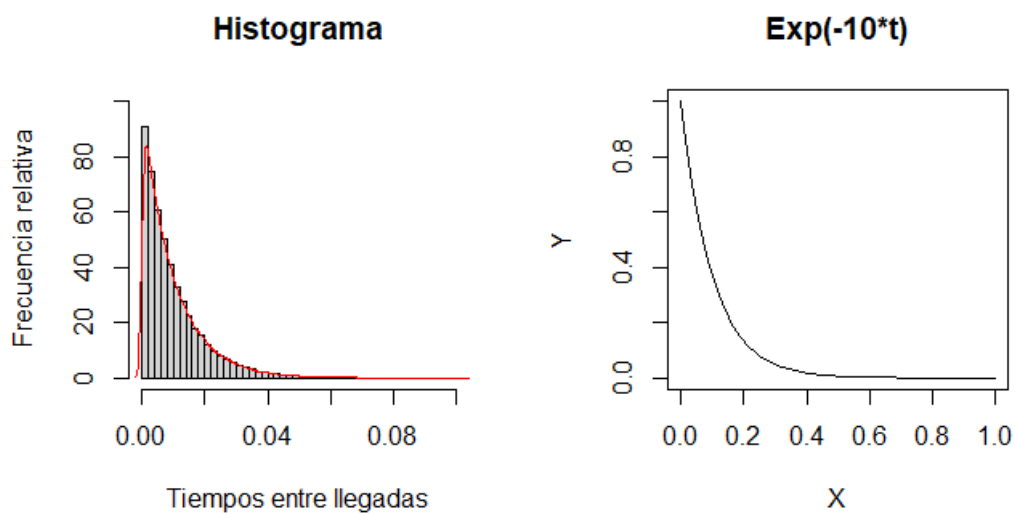 Histograma
Frecuencia relativa
0 20 40 60 80
0.00 0.04 0.08
Tiempos entre llegadas
Exp(-10*t)
Y
0.0 0.4 0.8
0.0 0.2 0.4 0.6 0.8 1.0
X